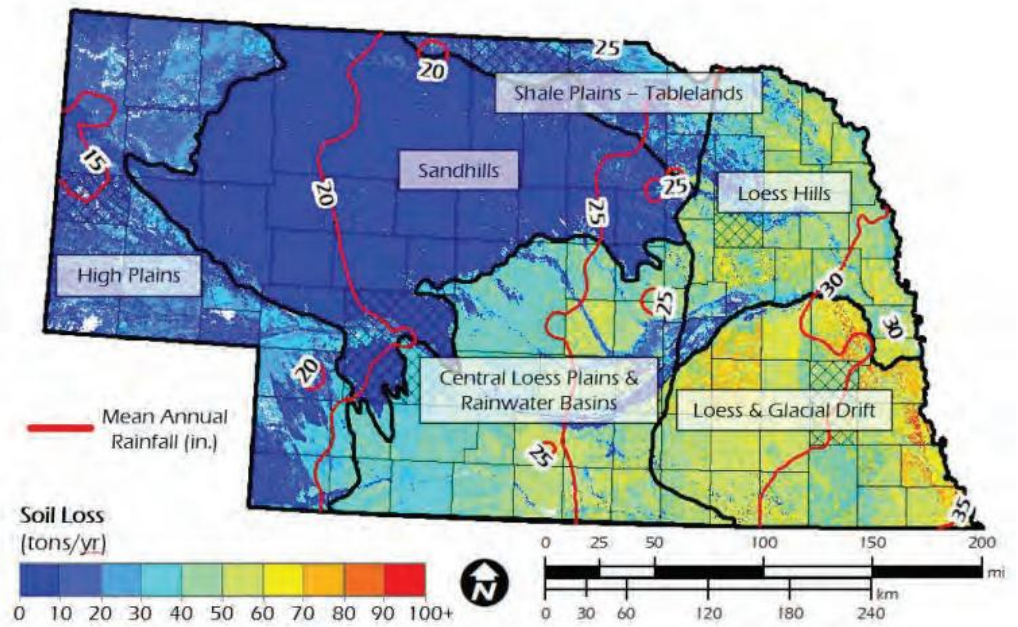 25
20
Shale Plains – Tablelands
15
Sandhills
20
25
25
Loess Hills
High Plains
30
25
30
20
Central Loess Plains &
Rainwater Basins
Loess & Glacial Drift
Mean Annual
Rainfall (in.)
25
35
Soil Loss
(tons/yr)
0 10 20 30 40 50 60 70 80 90 100+
N
0 25 50 100 150 200
mi
km
0 30 60 120 180 240